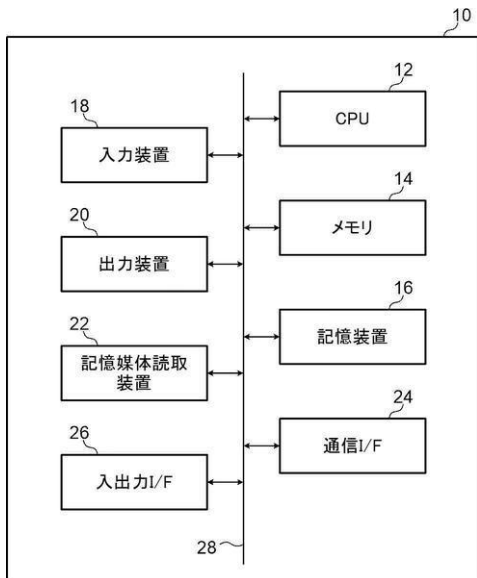 10
18
入力装置
12
CPU
20
出力装置
14
メモリ
22
記憶媒体読取
装置
16
記憶装置
26
入出力I/F
24
通信I/F
28